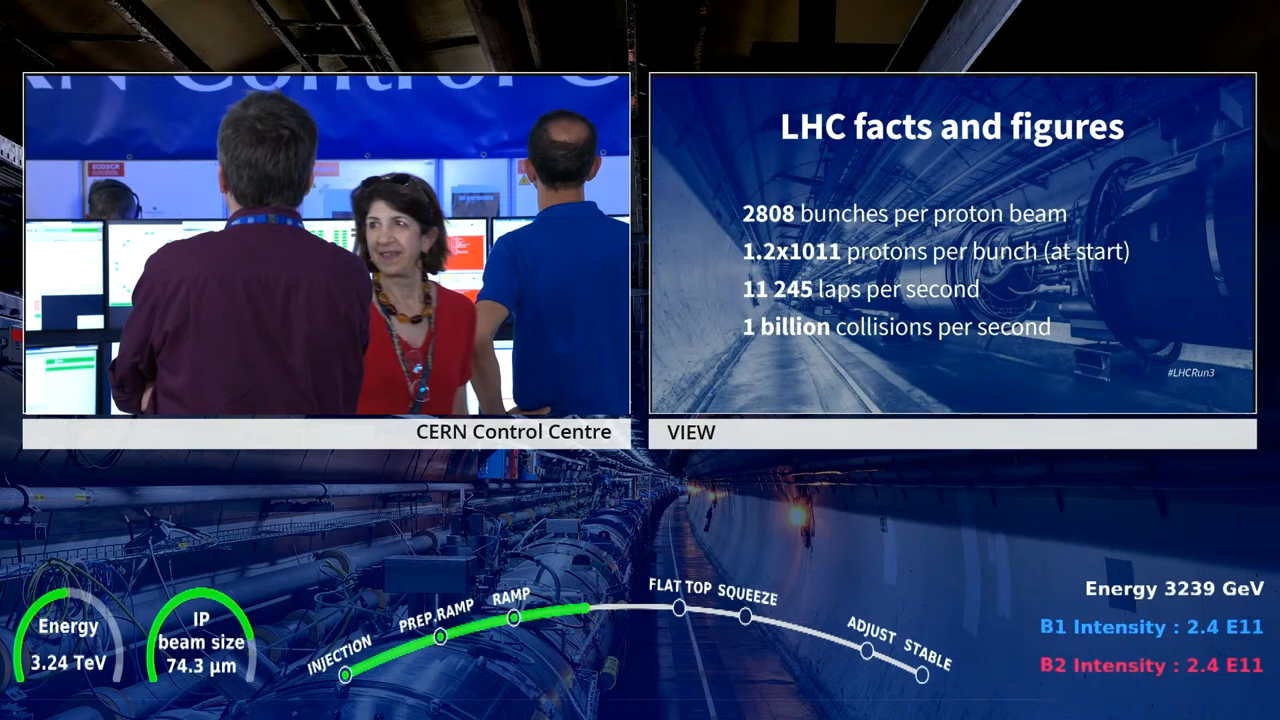 RN Control C
LHC facts and figures
2808 bunches per proton beam
1.2x1011 protons per bunch (at start)
11 245 laps per second
1 billion collisions per second
#LHCRun3
CERN Control Centre
VIEW
Energy
3.24 TeV
IP
beam size
74.3 µm
INJECTION
PREP.RAMP
RAMP
FLAT TOP
SQUEEZE
ADJUST
STABLE
Energy 3239 GeV
B1 Intensity : 2.4 E11
B2 Intensity : 2.4 E11